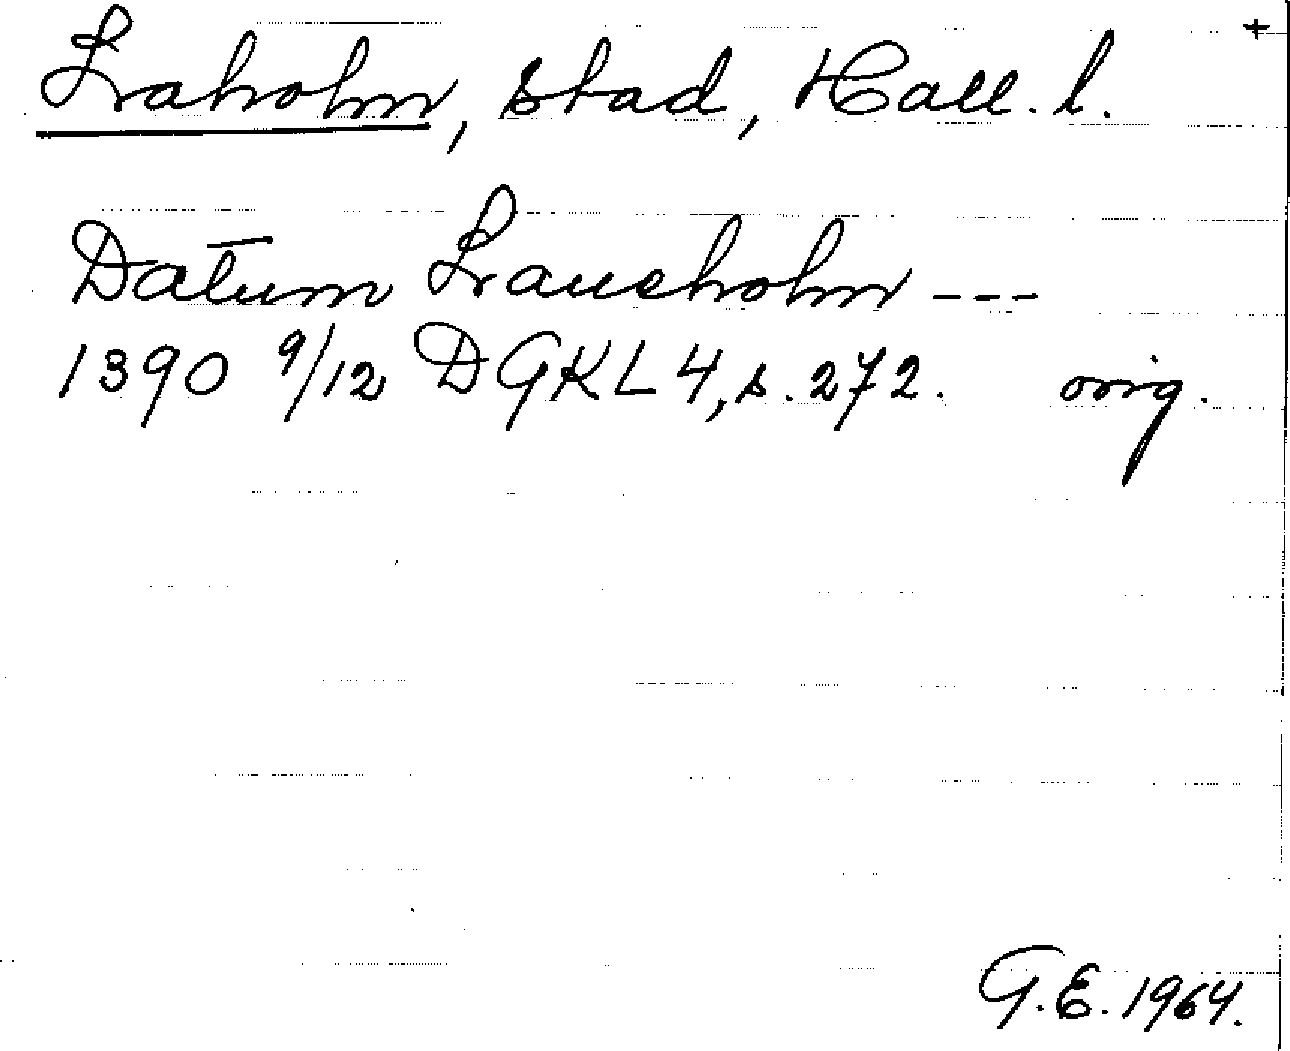 +
Laholm, stad, Hall. l.
Datum Laueholm ---
1390 9/12 DGKL 4, s. 272. orig.
G.E. 1964.